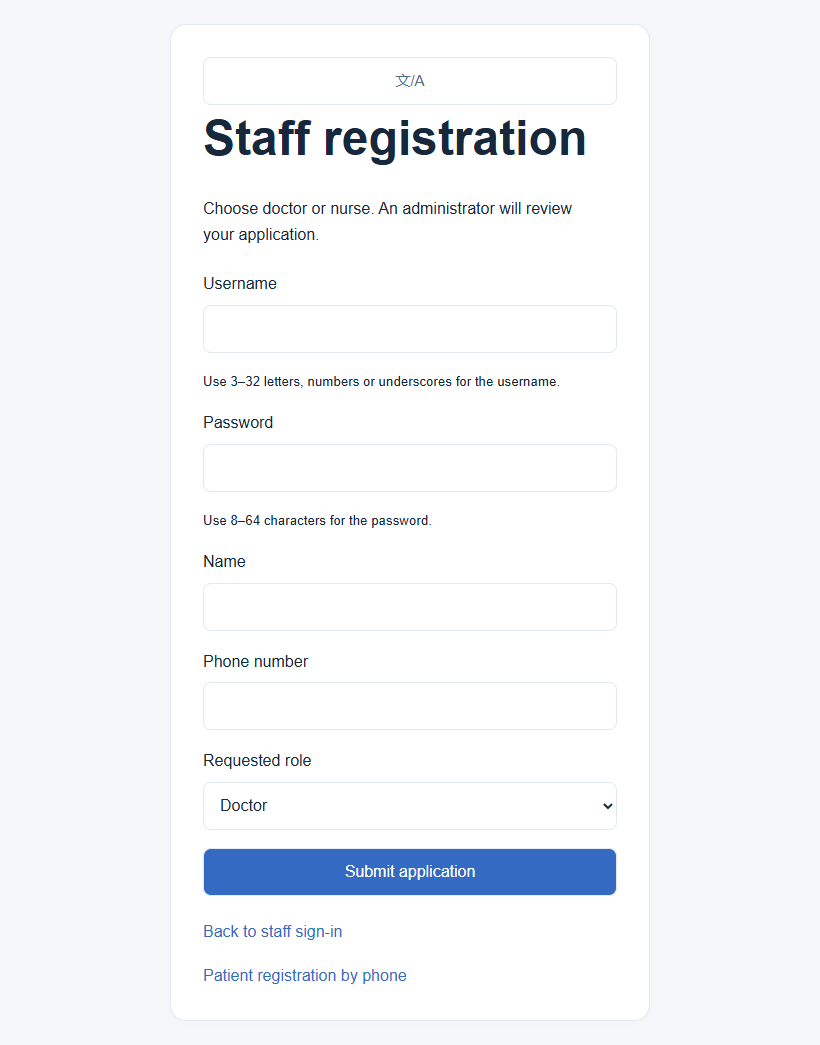 文/A
Staff registration
Choose doctor or nurse. An administrator will review
your application.
Username
Use 3–32 letters, numbers or underscores for the username.
Password
Use 8–64 characters for the password.
Name
Phone number
Requested role
Doctor
Submit application
Back to staff sign-in
Patient registration by phone